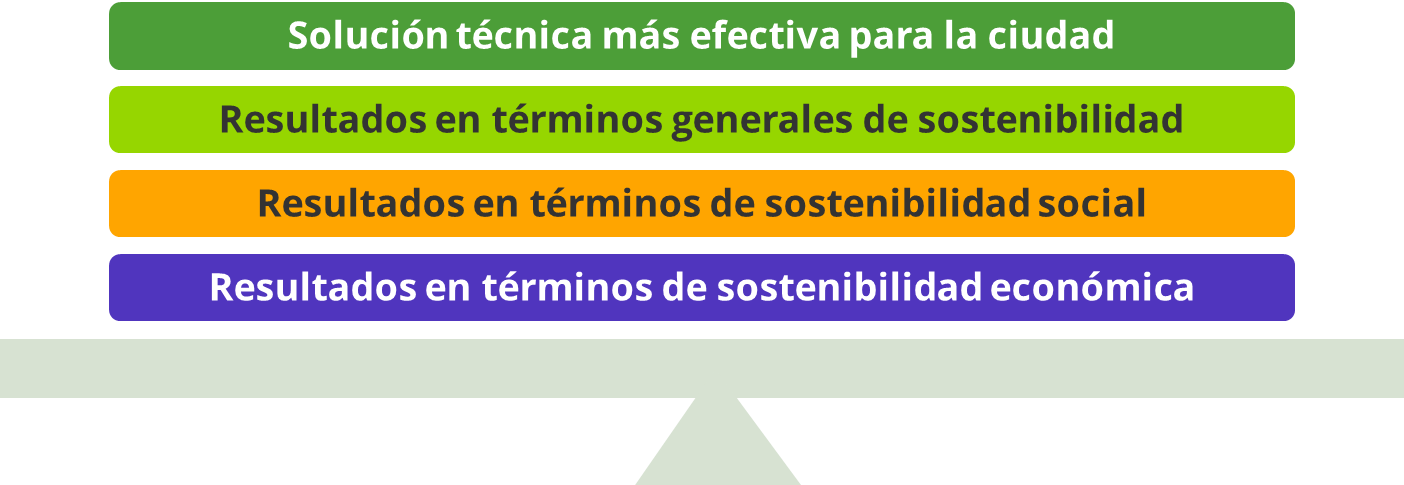 Solución técnica más efectiva para la ciudad
Resultados en términos generales de sostenibilidad
Resultados en términos de sostenibilidad social
Resultados en términos de sostenibilidad económica